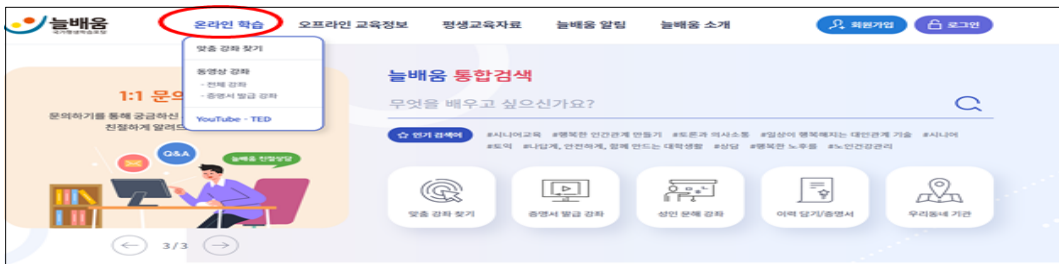 늘배움
국가평생학습포털
온라인 학습 오프라인 교육정보 평생교육자료 늘배움 알림 늘배움 소개 회원가입 로그인
맞춤 강좌 찾기
동영상 강좌
- 전체 강좌
- 증명서 발급 강좌
YouTube · TED
1:1 문의
문의하기를 통해 궁금하신
친절하게 알려드
Q&A
늘배움 친절상담
3/3
늘배움 통합검색
무엇을 배우고 싶으신가요?
인기 검색어 #시니어교육 #행복한 인간관계 만들기 #토론과 의사소통 #일상이 행복해지는 대인관계 기술 #시니어
#토익 #나답게, 안전하게, 함께 만드는 대학생활 #상담 #행복한 노후를 #노인건강관리
맞춤 강좌 찾기 증명서 발급 강좌 성인 문해 강좌 이력 담기/증명서 우리동네 기관